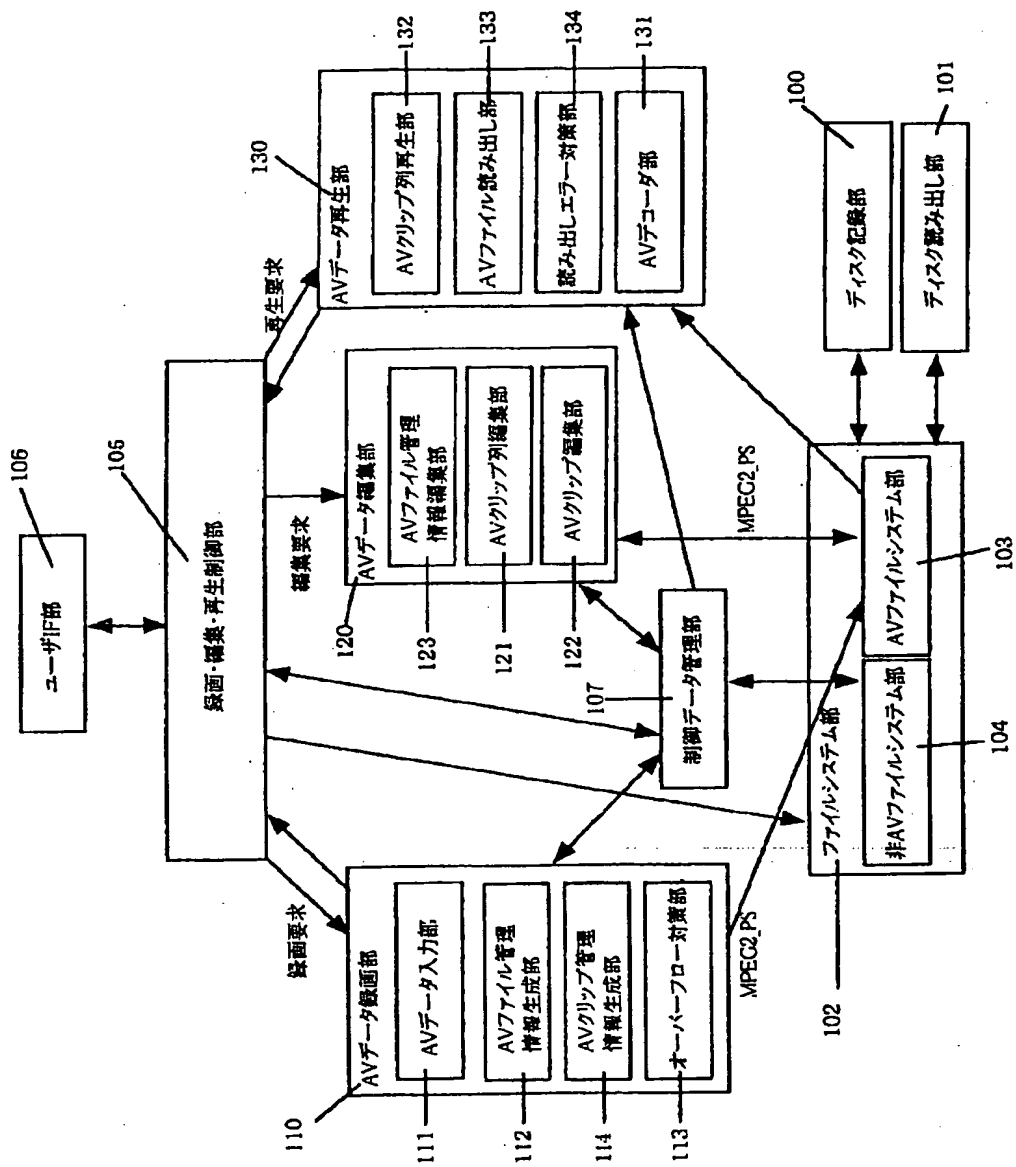 106
ユーザIF部
105
録画・編集・再生制御部
録画要求
編集要求
再生要求
110
AVデータ録画部
111
AVデータ入力部
112
AVファイル管理
情報生成部
114
AVクリップ管理
情報生成部
113
オーバーフロー対策部
120
AVデータ編集部
123
AVファイル管理
情報編集部
121
AVクリップ列編集部
122
AVクリップ編集部
130
AVデータ再生部
132
AVクリップ列再生部
133
AVファイル読み出し部
134
読み出しエラー対策部
131
AVデコーダ部
107
制御データ管理部
MPEG2_PS
MPEG2_PS
102
ファイルシステム部
104
非AVファイルシステム部
103
AVファイルシステム部
100
ディスク記録部
101
ディスク読み出し部